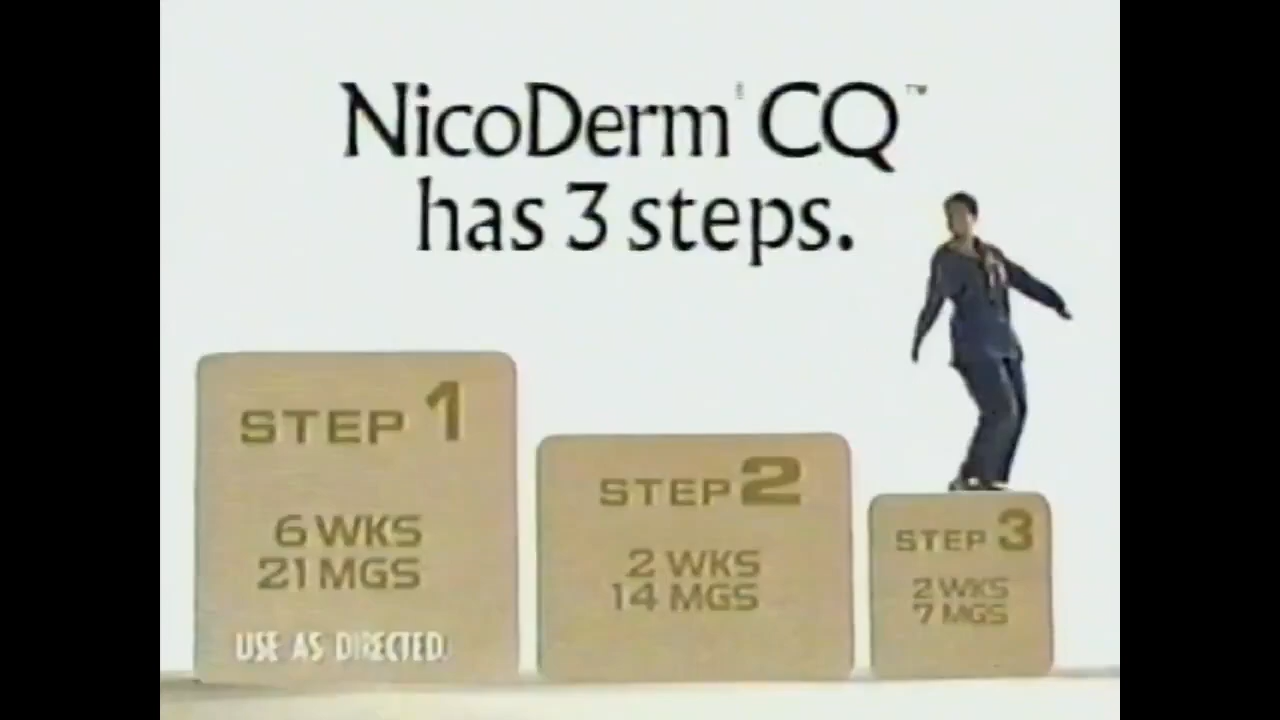 NicoDerm® CQ™
has 3 steps.
STEP 1
6 WKS
21 MGS
USE AS DIRECTED.
STEP 2
2 WKS
14 MGS
STEP 3
2 WKS
7 MGS